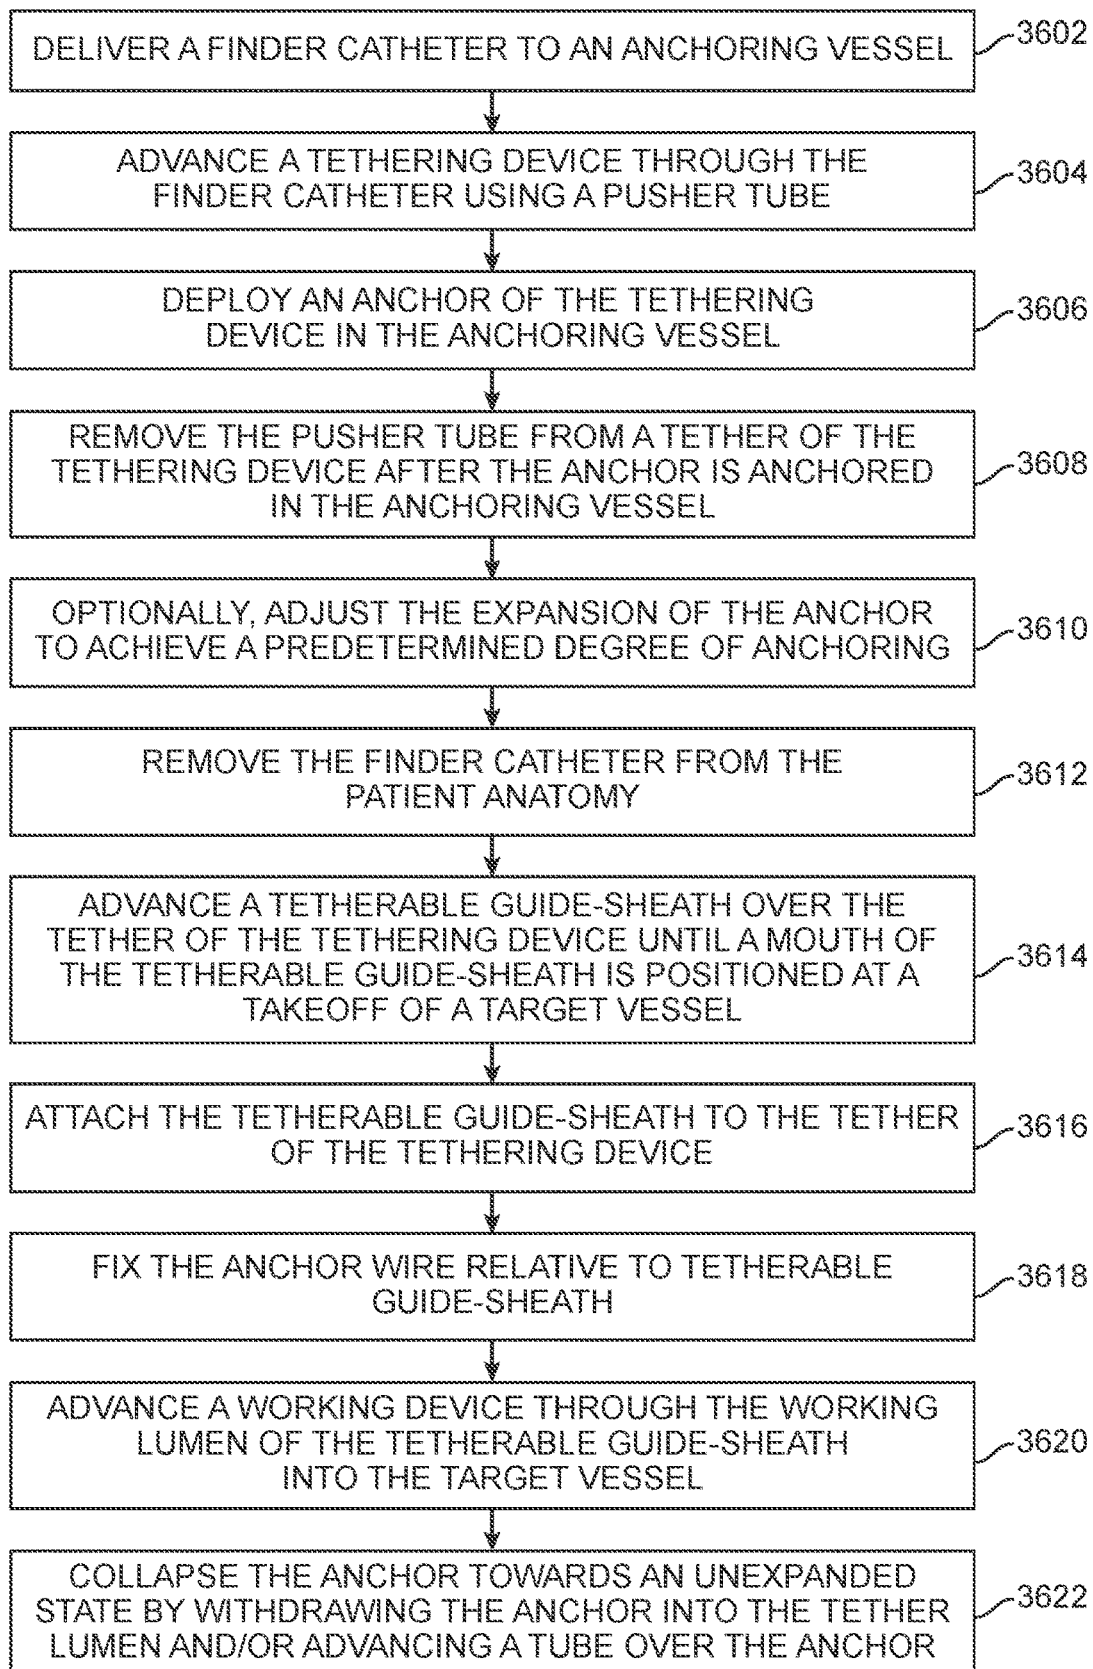 DELIVER A FINDER CATHETER TO AN ANCHORING VESSEL
3602
ADVANCE A TETHERING DEVICE THROUGH THE
FINDER CATHETER USING A PUSHER TUBE
3604
DEPLOY AN ANCHOR OF THE TETHERING
DEVICE IN THE ANCHORING VESSEL
3606
REMOVE THE PUSHER TUBE FROM A TETHER OF THE
TETHERING DEVICE AFTER THE ANCHOR IS ANCHORED
IN THE ANCHORING VESSEL
3608
OPTIONALLY, ADJUST THE EXPANSION OF THE ANCHOR
TO ACHIEVE A PREDETERMINED DEGREE OF ANCHORING
3610
REMOVE THE FINDER CATHETER FROM THE
PATIENT ANATOMY
3612
ADVANCE A TETHERABLE GUIDE-SHEATH OVER THE
TETHER OF THE TETHERING DEVICE UNTIL A MOUTH OF
THE TETHERABLE GUIDE-SHEATH IS POSITIONED AT A
TAKEOFF OF A TARGET VESSEL
3614
ATTACH THE TETHERABLE GUIDE-SHEATH TO THE TETHER
OF THE TETHERING DEVICE
3616
FIX THE ANCHOR WIRE RELATIVE TO TETHERABLE
GUIDE-SHEATH
3618
ADVANCE A WORKING DEVICE THROUGH THE WORKING
LUMEN OF THE TETHERABLE GUIDE-SHEATH
INTO THE TARGET VESSEL
3620
COLLAPSE THE ANCHOR TOWARDS AN UNEXPANDED
STATE BY WITHDRAWING THE ANCHOR INTO THE TETHER
LUMEN AND/OR ADVANCING A TUBE OVER THE ANCHOR
3622